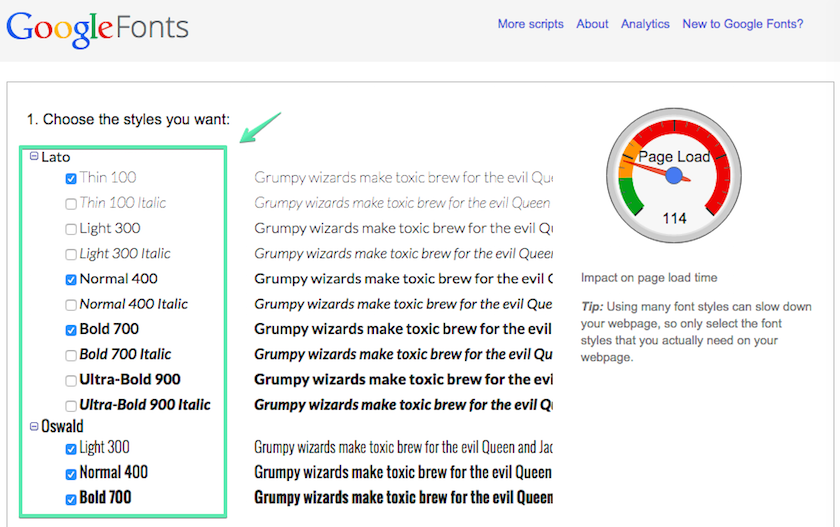 GoogleFonts
More scripts About Analytics New to Google Fonts?
1. Choose the styles you want:
Lato
Thin 100 Grumpy wizards make toxic brew for the evil
Thin 100 Italic Grumpy wizards make toxic brew for the evil Queen
Light 300 Grumpy wizards make toxic brew for the evil
Light 300 Italic Grumpy wizards make toxic brew for the evil
Normal 400 Grumpy wizards make toxic brew for the evil
Normal 400 Italic Grumpy wizards make toxic brew for the evil
Bold 700 Grumpy wizards make toxic brew for the evil
Bold 700 Italic Grumpy wizards make toxic brew for the evil
Ultra-Bold 900 Grumpy wizards make toxic brew for the
Ultra-Bold 900 Italic Grumpy wizards make toxic brew for the evil
Oswald
Light 300 Grumpy wizards make toxic brew for the evil Queen and
Normal 400 Grumpy wizards make toxic brew for the evil Queen
Bold 700 Grumpy wizards make toxic brew for the evil Queen
Page Load
114
Impact on page load time
Tip: Using many font styles can slow down
your webpage, so only select the font
styles that you actually need on your
webpage.